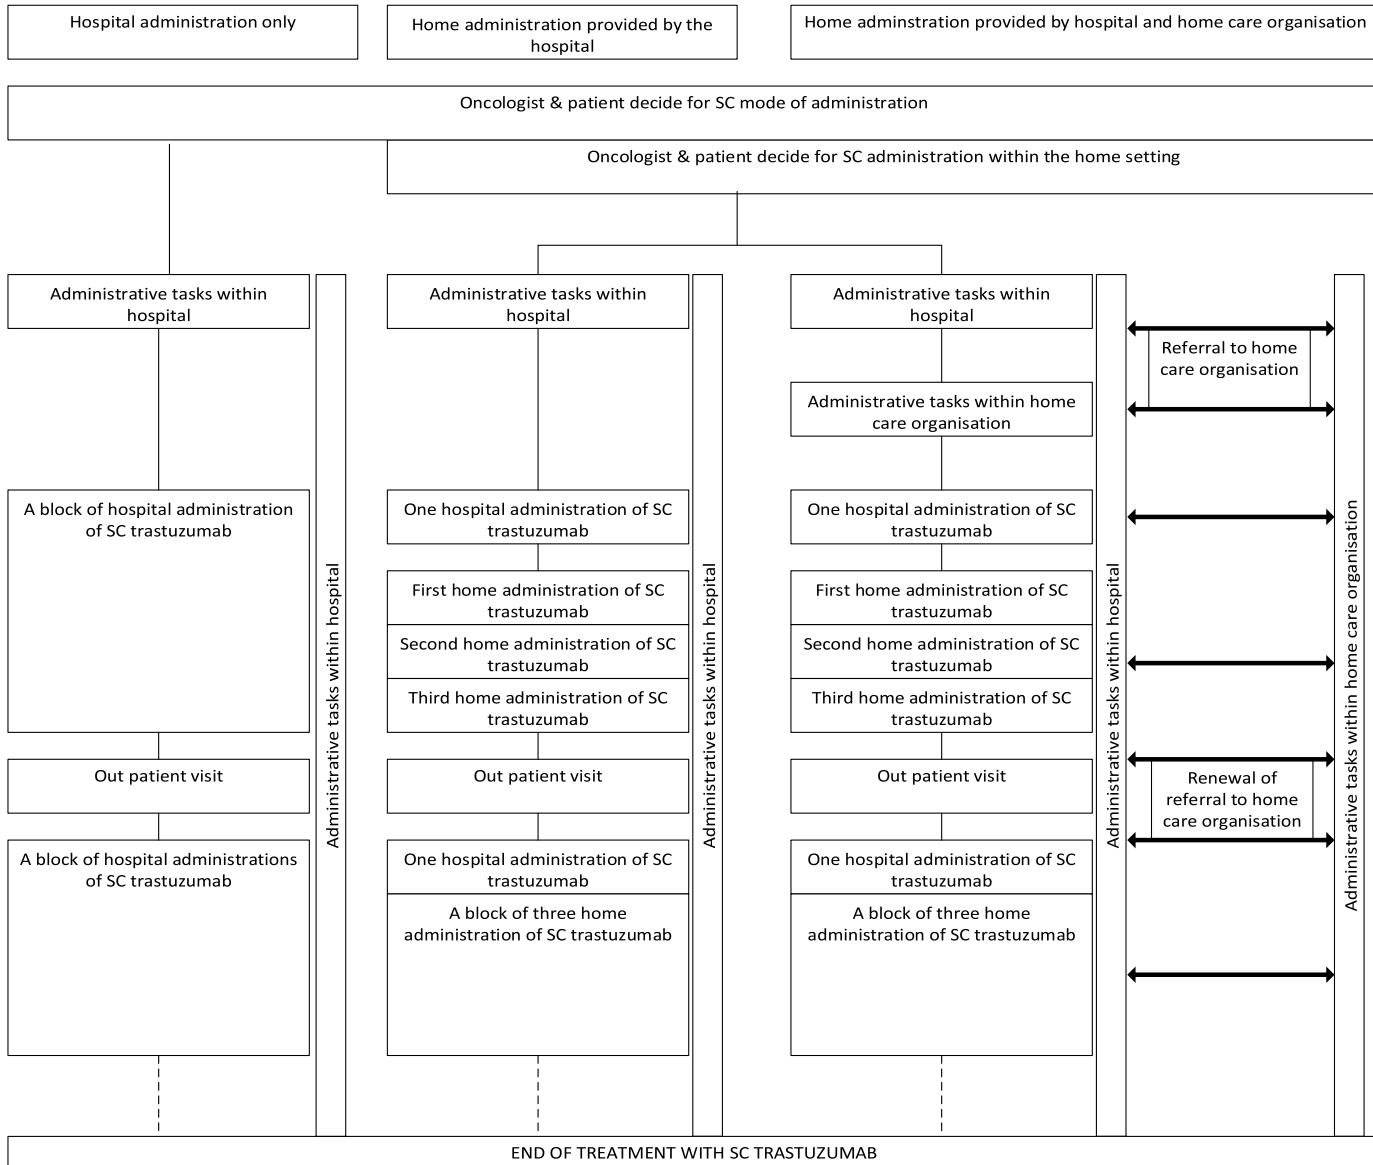 Hospital administration only
Home administration provided by the
hospital
Home adminstration provided by hospital and home care organisation
Oncologist & patient decide for SC mode of administration
Oncologist & patient decide for SC administration within the home setting
Administrative tasks within
hospital
Administrative tasks within
hospital
Administrative tasks within
hospital
Referral to home
care organisation
Administrative tasks within home
care organisation
A block of hospital administration
of SC trastuzumab
One hospital administration of SC
trastuzumab
One hospital administration of SC
trastuzumab
First home administration of SC
trastuzumab
First home administration of SC
trastuzumab
Second home administration of SC
trastuzumab
Second home administration of SC
trastuzumab
Third home administration of SC
trastuzumab
Third home administration of SC
trastuzumab
Administrative tasks within hospital
Administrative tasks within hospital
Administrative tasks within hospital
Administrative tasks within home care organisation
Out patient visit
Out patient visit
Out patient visit
Renewal of
referral to home
care organisation
A block of hospital administrations
of SC trastuzumab
One hospital administration of SC
trastuzumab
One hospital administration of SC
trastuzumab
A block of three home
administration of SC trastuzumab
A block of three home
administration of SC trastuzumab
END OF TREATMENT WITH SC TRASTUZUMAB